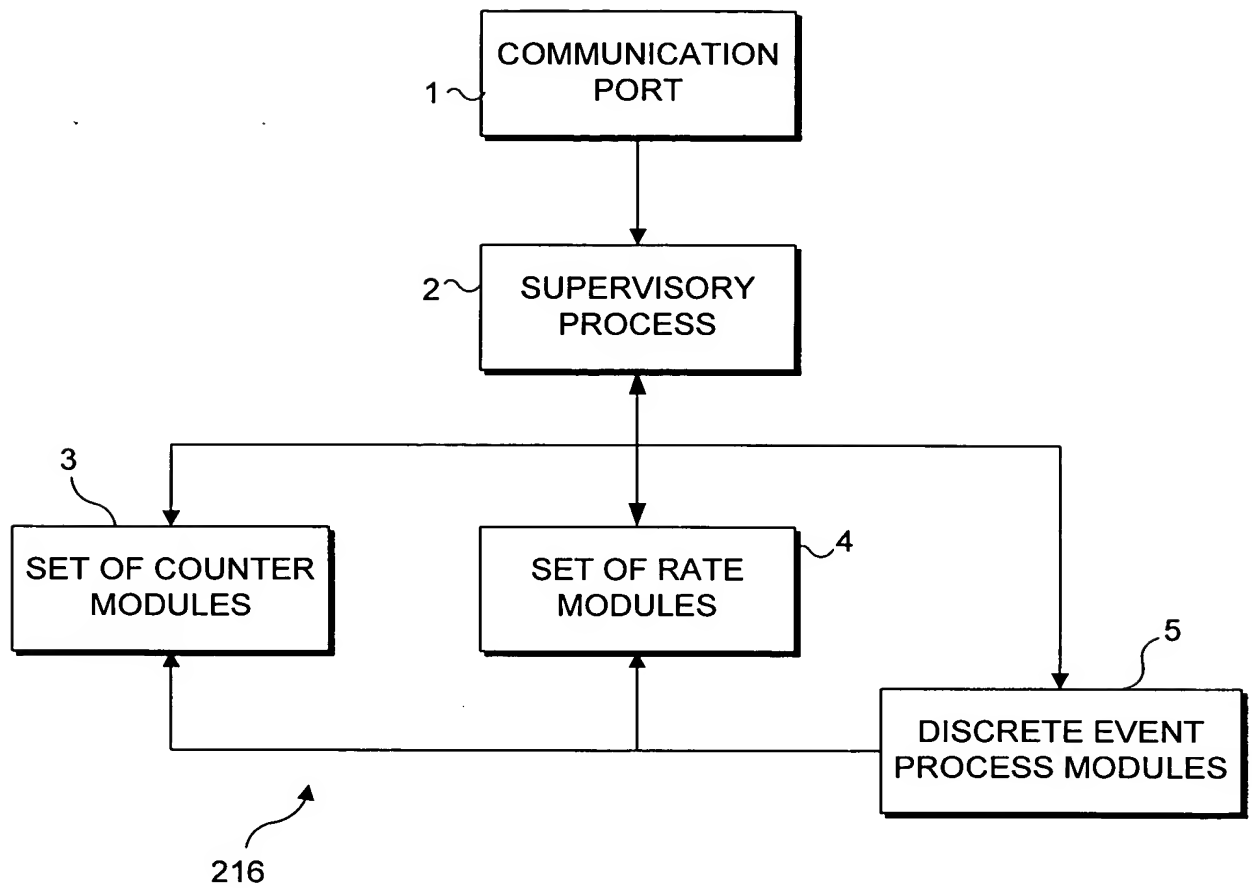 COMMUNICATION
PORT
1
2
SUPERVISORY
PROCESS
3
SET OF COUNTER
MODULES
SET OF RATE
MODULES
4
5
DISCRETE EVENT
PROCESS MODULES
216